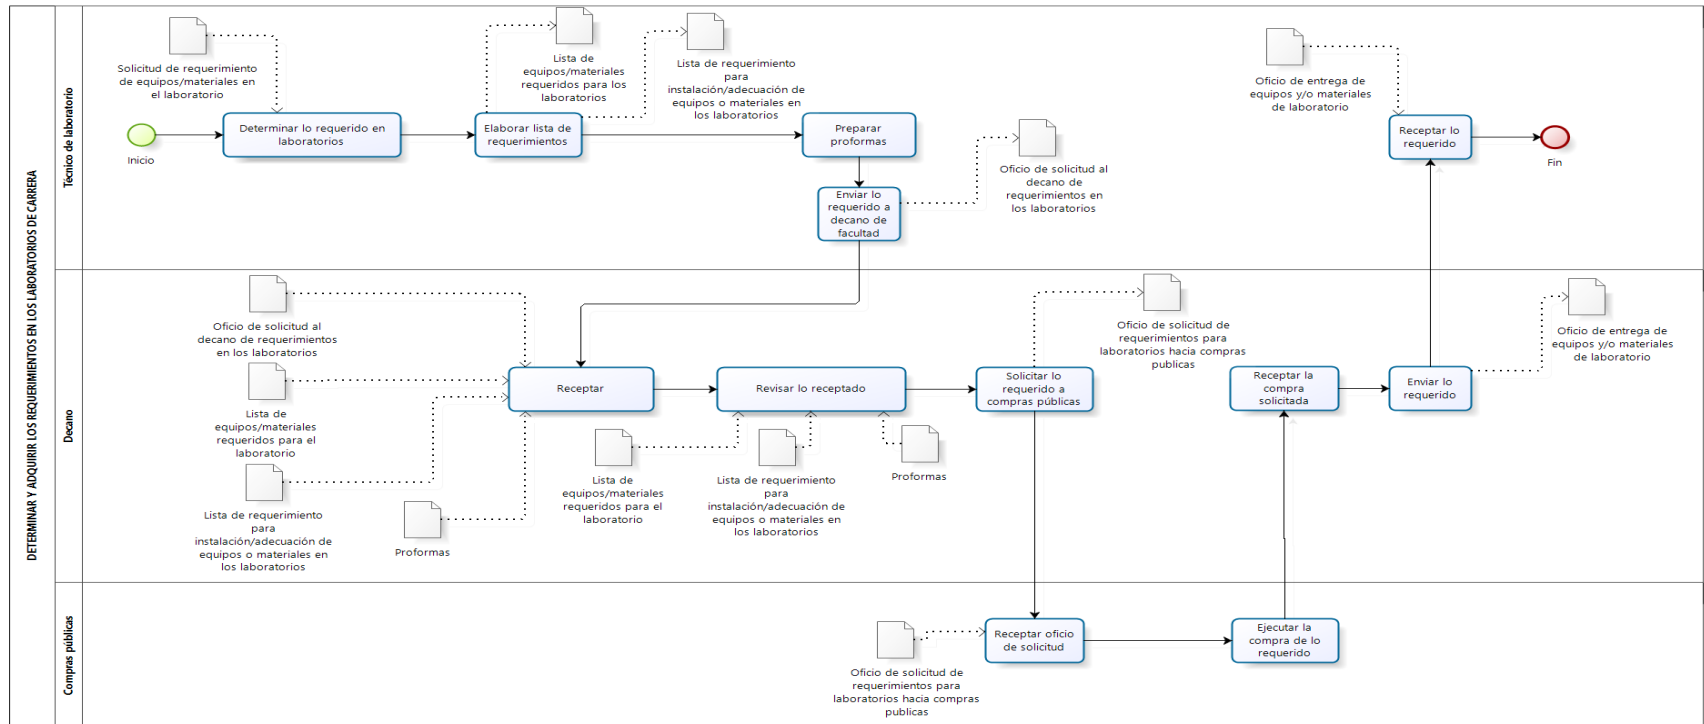 DETERMINAR Y ADQUIRIR LOS REQUERIMIENTOS EN LOS LABORATORIOS DE CARRERA
Técnico de laboratorio
Solicitud de requerimiento
de equipos/materiales en
el laboratorio
Lista de
equipos/materiales
requeridos para los
laboratorios
Lista de requerimiento
para
instalación/adecuación de
equipos o materiales en
los laboratorios
Oficio de entrega de
equipos y/o materiales
de laboratorio
Inicio
Determinar lo requerido en
laboratorios
Elaborar lista de
requerimientos
Preparar
proformas
Enviar lo
requerido a
decano de
facultad
Oficio de solicitud al
decano de
requerimientos en
los laboratorios
Receptar lo
requerido
Fin
Decano
Oficio de solicitud al
decano de requerimientos
en los laboratorios
Lista de
equipos/materiales
requeridos para el
laboratorio
Lista de requerimiento
para
instalación/adecuación de
equipos o materiales en
los laboratorios
Proformas
Receptar
Revisar lo receptado
Lista de
equipos/materiales
requeridos para el
laboratorio
Lista de requerimiento
para
instalación/adecuación de
equipos o materiales en
los laboratorios
Proformas
Solicitar lo
requerido a
compras públicas
Oficio de solicitud de
requerimientos para
laboratorios hacia compras
publicas
Receptar la
compra
solicitada
Enviar lo
requerido
Oficio de entrega de
equipos y/o materiales
de laboratorio
Compras públicas
Oficio de solicitud de
requerimientos para
laboratorios hacia compras
publicas
Receptar oficio
de solicitud
Ejecutar la
compra de lo
requerido